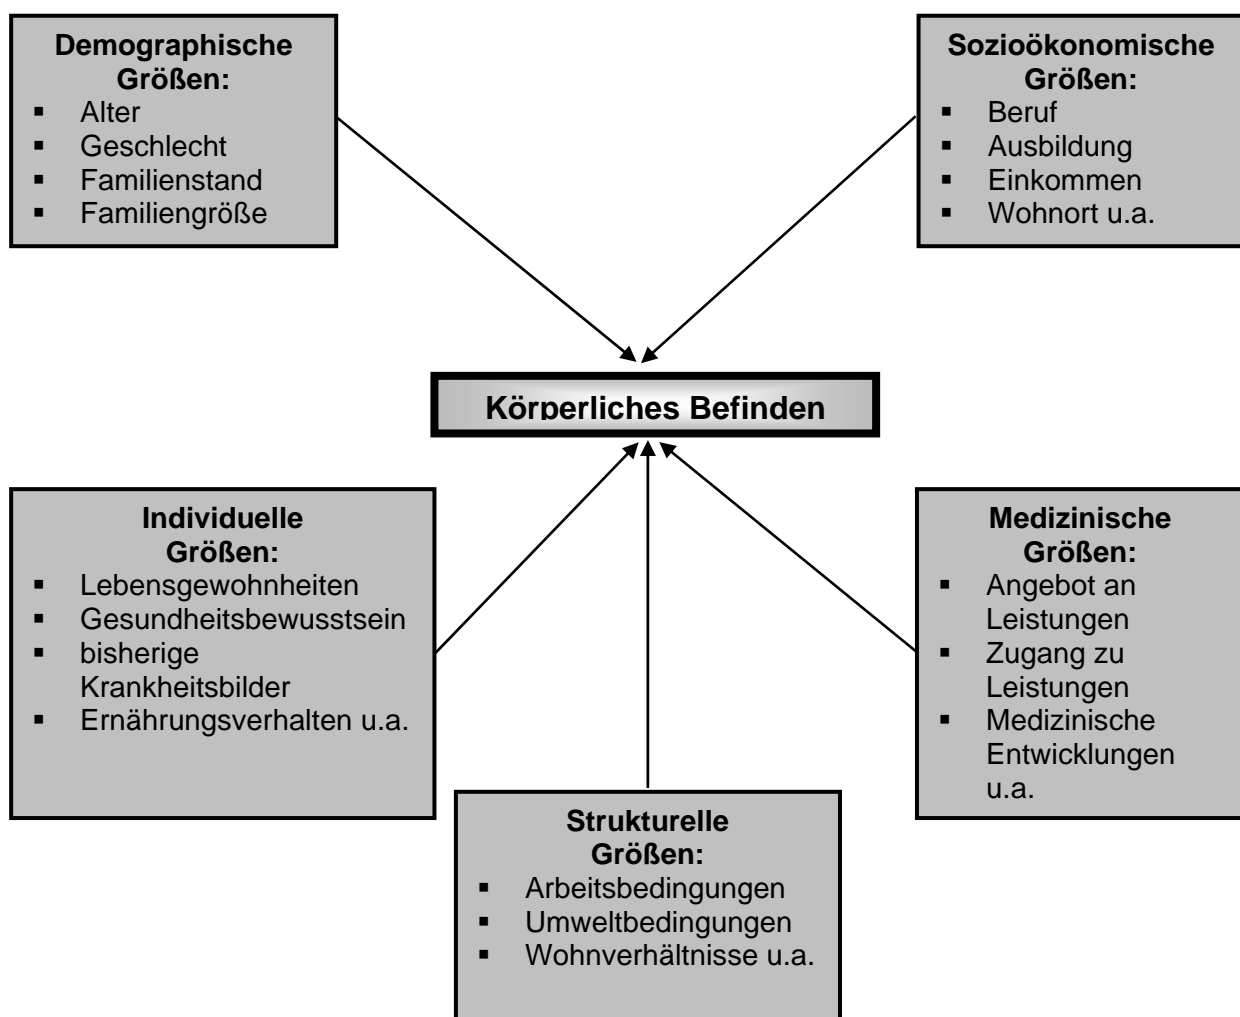 Demographische
Größen:
▪ Alter
▪ Geschlecht
▪ Familienstand
▪ Familiengröße
Sozioökonomische
Größen:
▪ Beruf
▪ Ausbildung
▪ Einkommen
▪ Wohnort u.a.
Körperliches Befinden
Individuelle
Größen:
▪ Lebensgewohnheiten
▪ Gesundheitsbewusstsein
▪ bisherige
Krankheitsbilder
▪ Ernährungsverhalten u.a.
Medizinische
Größen:
▪ Angebot an
Leistungen
▪ Zugang zu
Leistungen
▪ Medizinische
Entwicklungen
u.a.
Strukturelle
Größen:
▪ Arbeitsbedingungen
▪ Umweltbedingungen
▪ Wohnverhältnisse u.a.